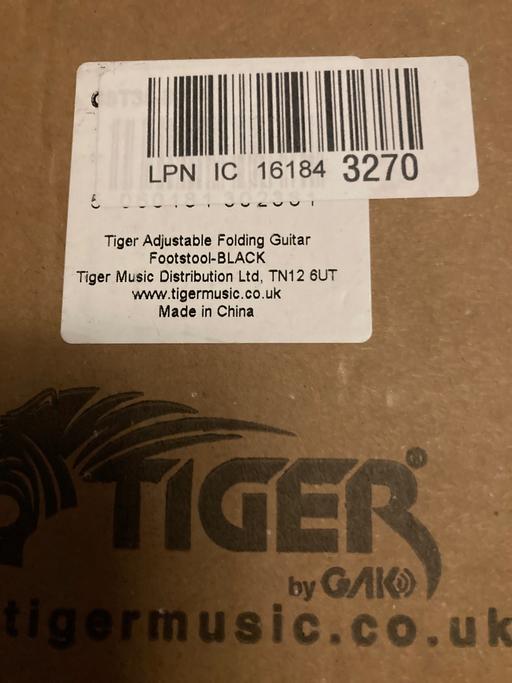 LPN IC 16184 3270
Tiger Adjustable Folding Guitar
Footstool-BLACK
Tiger Music Distribution Ltd, TN12 6UT
www.tigermusic.co.uk
Made in China
TIGER®
by GAK
tigermusic.co.uk